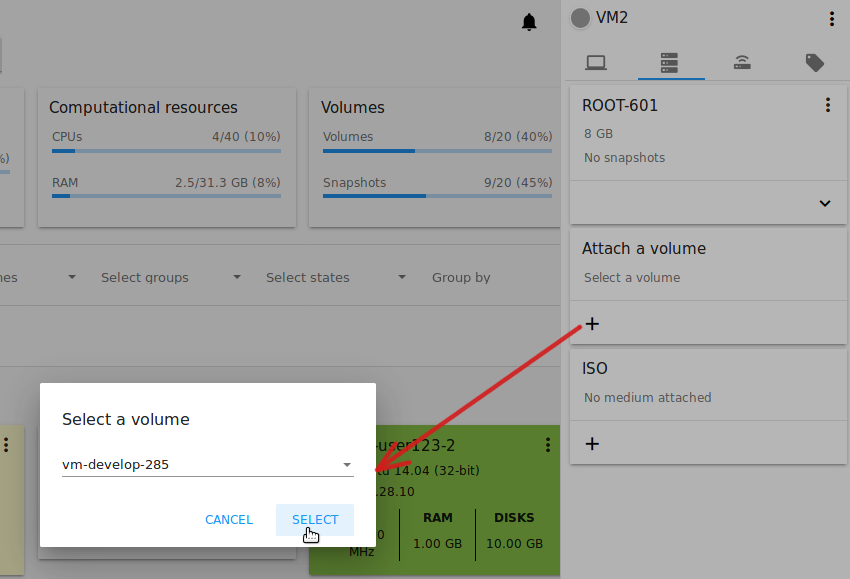 VM2
Computational resources
CPUs 4/40 (10%)
RAM 2.5/31.3 GB (8%)
Volumes
Volumes 8/20 (40%)
Snapshots 9/20 (45%)
%)
ROOT-601
8 GB
No snapshots
Attach a volume
Select a volume
+
ISO
No medium attached
+
nes Select groups Select states Group by
Select a volume
vm-develop-285
CANCEL SELECT
-user123-2
tu 14.04 (32-bit)
.28.10
0
MHz
RAM
1.00 GB
DISKS
10.00 GB